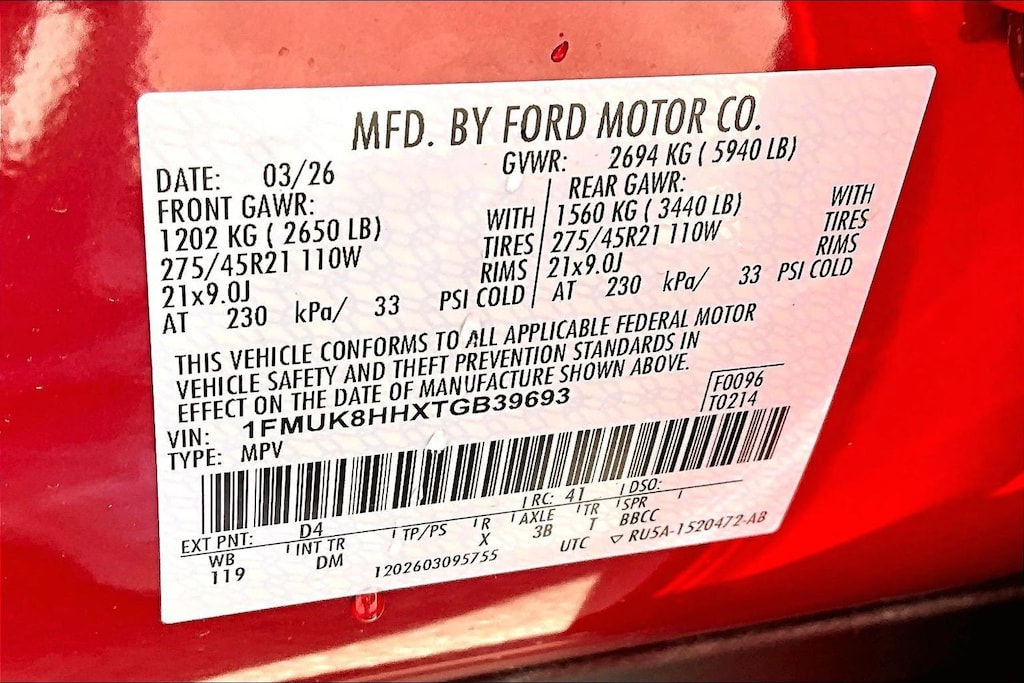 MFD. BY FORD MOTOR CO.
DATE: 03/26
GVWR: 2694 KG ( 5940 LB)
FRONT GAWR:
1202 KG ( 2650 LB) WITH
275/45R21 110W TIRES
21x9.0J RIMS
AT 230 kPa/ 33 PSI COLD
REAR GAWR:
1560 KG ( 3440 LB) WITH
275/45R21 110W TIRES
21x9.0J RIMS
AT 230 kPa/ 33 PSI COLD
THIS VEHICLE CONFORMS TO ALL APPLICABLE FEDERAL MOTOR
VEHICLE SAFETY AND THEFT PREVENTION STANDARDS IN
EFFECT ON THE DATE OF MANUFACTURE SHOWN ABOVE.
VIN: 1FMUK8HHXTGB39693
TYPE: MPV
F0096
T0214
EXT PNT: D4 RC: 41 DSO:
WB INT TR TP/PS R AXLE TR SPR
119 DM X 3B T BBCC
1202603095755 UTC ▽ RU5A-1520472-AB